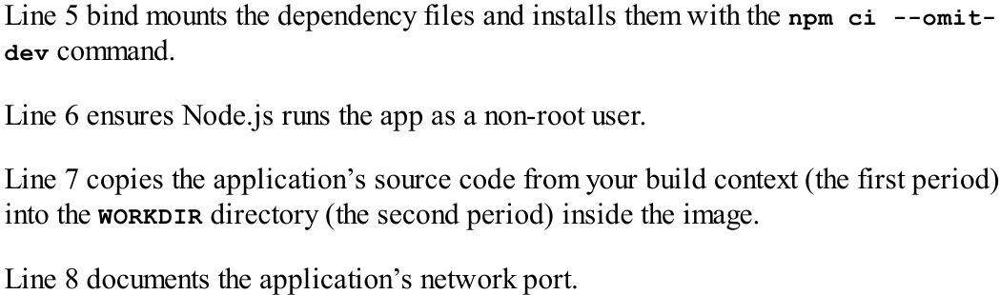 Line 5 bind mounts the dependency files and installs them with the npm ci --omit-
dev command.
Line 6 ensures Node.js runs the app as a non-root user.
Line 7 copies the application’s source code from your build context (the first period)
into the WORKDIR directory (the second period) inside the image.
Line 8 documents the application’s network port.